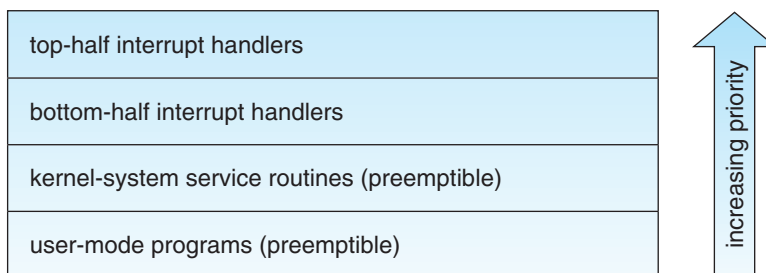 top-half interrupt handlers
bottom-half interrupt handlers
kernel-system service routines (preemptible)
user-mode programs (preemptible)
increasing priority